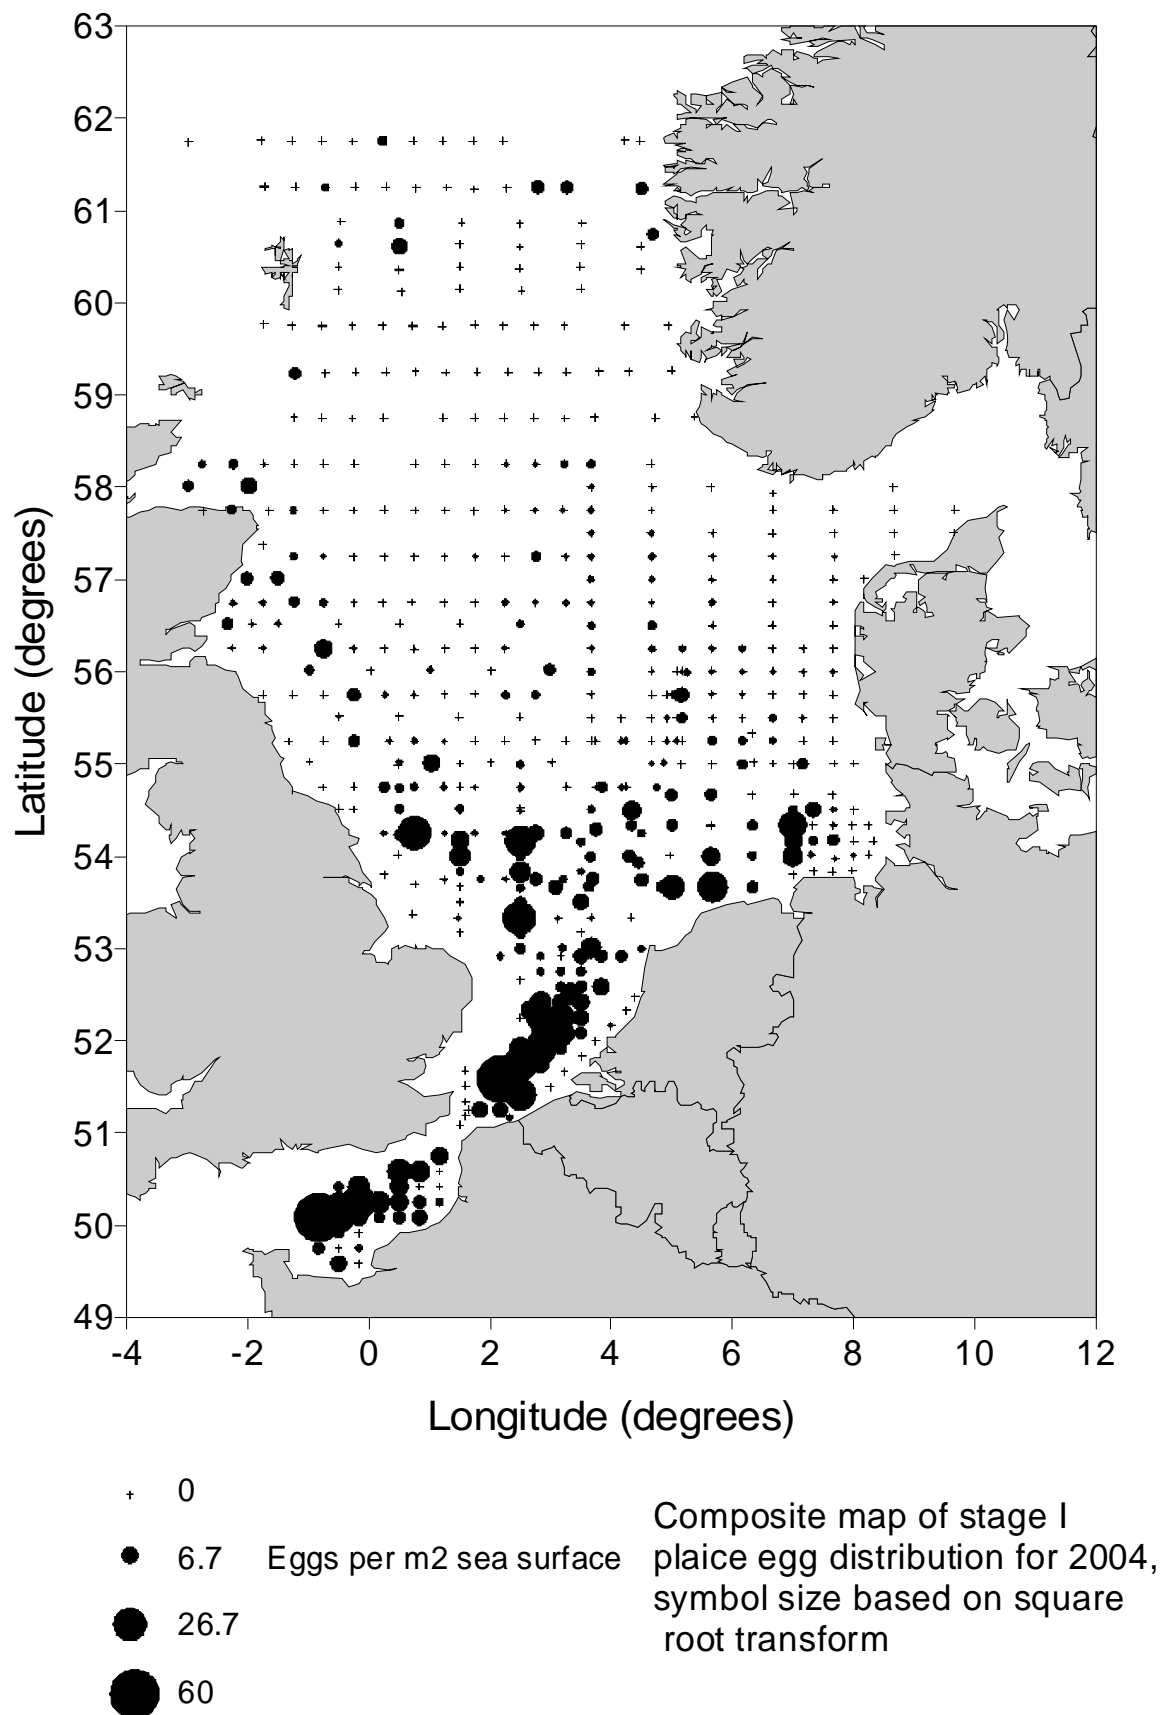 63
62
61
60
59
58
57
56
55
54
53
52
51
50
49
Latitude (degrees)
-4 -2 0 2 4 6 8 10 12
Longitude (degrees)
0
6.7 Eggs per m2 sea surface
26.7
60
Composite map of stage I
plaice egg distribution for 2004,
symbol size based on square
root transform